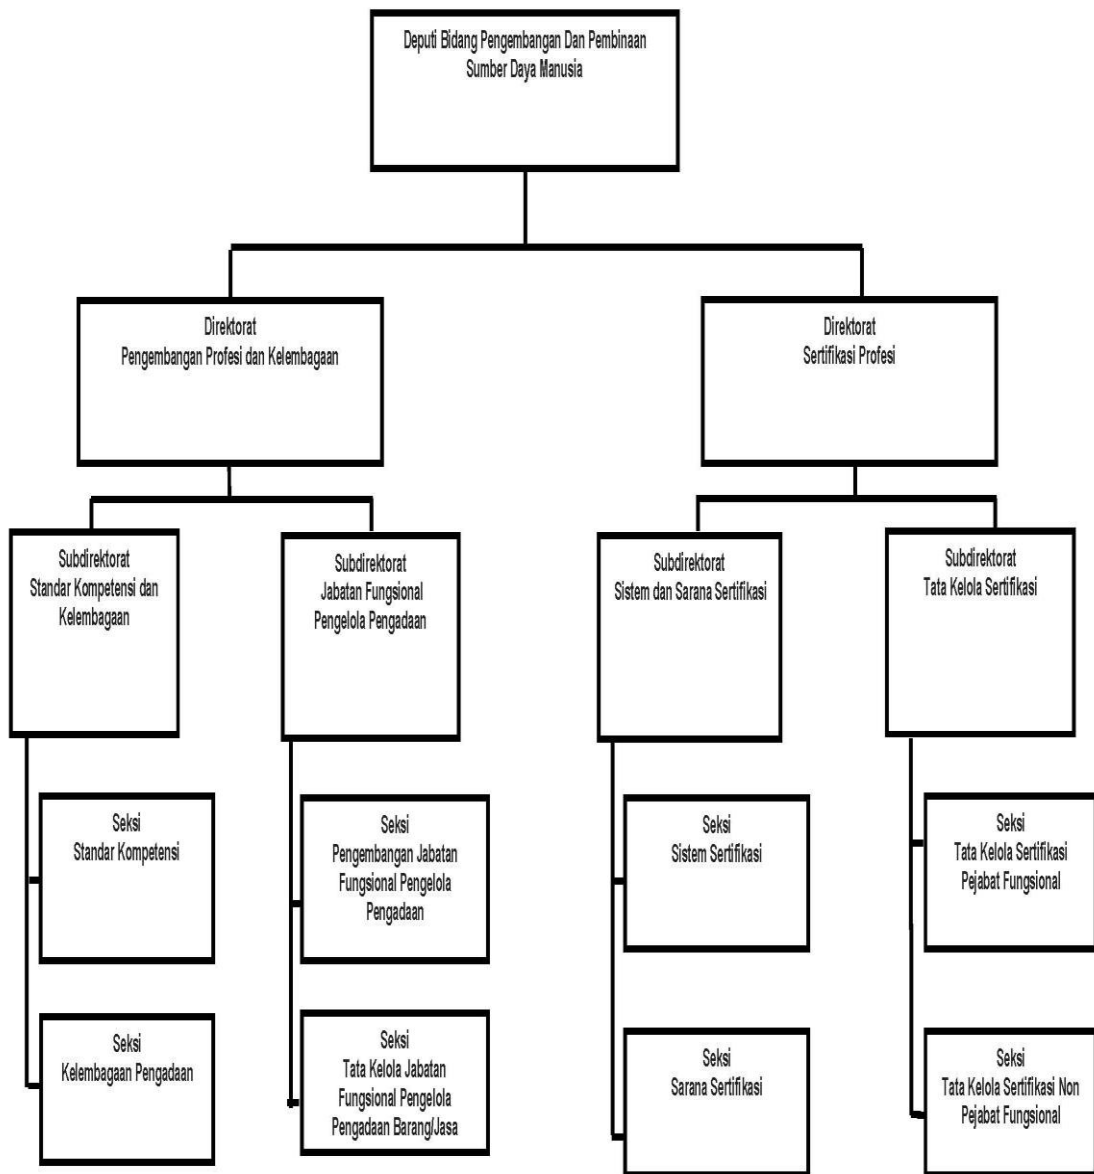 Deputi Bidang Pengembangan Dan Pembinaan
Sumber Daya Manusia
Direktorat
Pengembangan Profesi dan Kelembagaan
Direktorat
Sertifikasi Profesi
Subdirektorat
Standar Kompetensi dan
Kelembagaan
Subdirektorat
Jabatan Fungsional
Pengelola Pengadaan
Subdirektorat
Sistem dan Sarana Sertifikasi
Subdirektorat
Tata Kelola Sertifikasi
Seksi
Standar Kompetensi
Seksi
Pengembangan Jabatan
Fungsional Pengelola
Pengadaan
Seksi
Sistem Sertifikasi
Seksi
Tata Kelola Sertifikasi
Pejabat Fungsional
Seksi
Kelembagaan Pengadaan
Seksi
Tata Kelola Jabatan
Fungsional Pengelola
Pengadaan Barang/Jasa
Seksi
Sarana Sertifikasi
Seksi
Tata Kelola Sertifikasi Non
Pejabat Fungsional